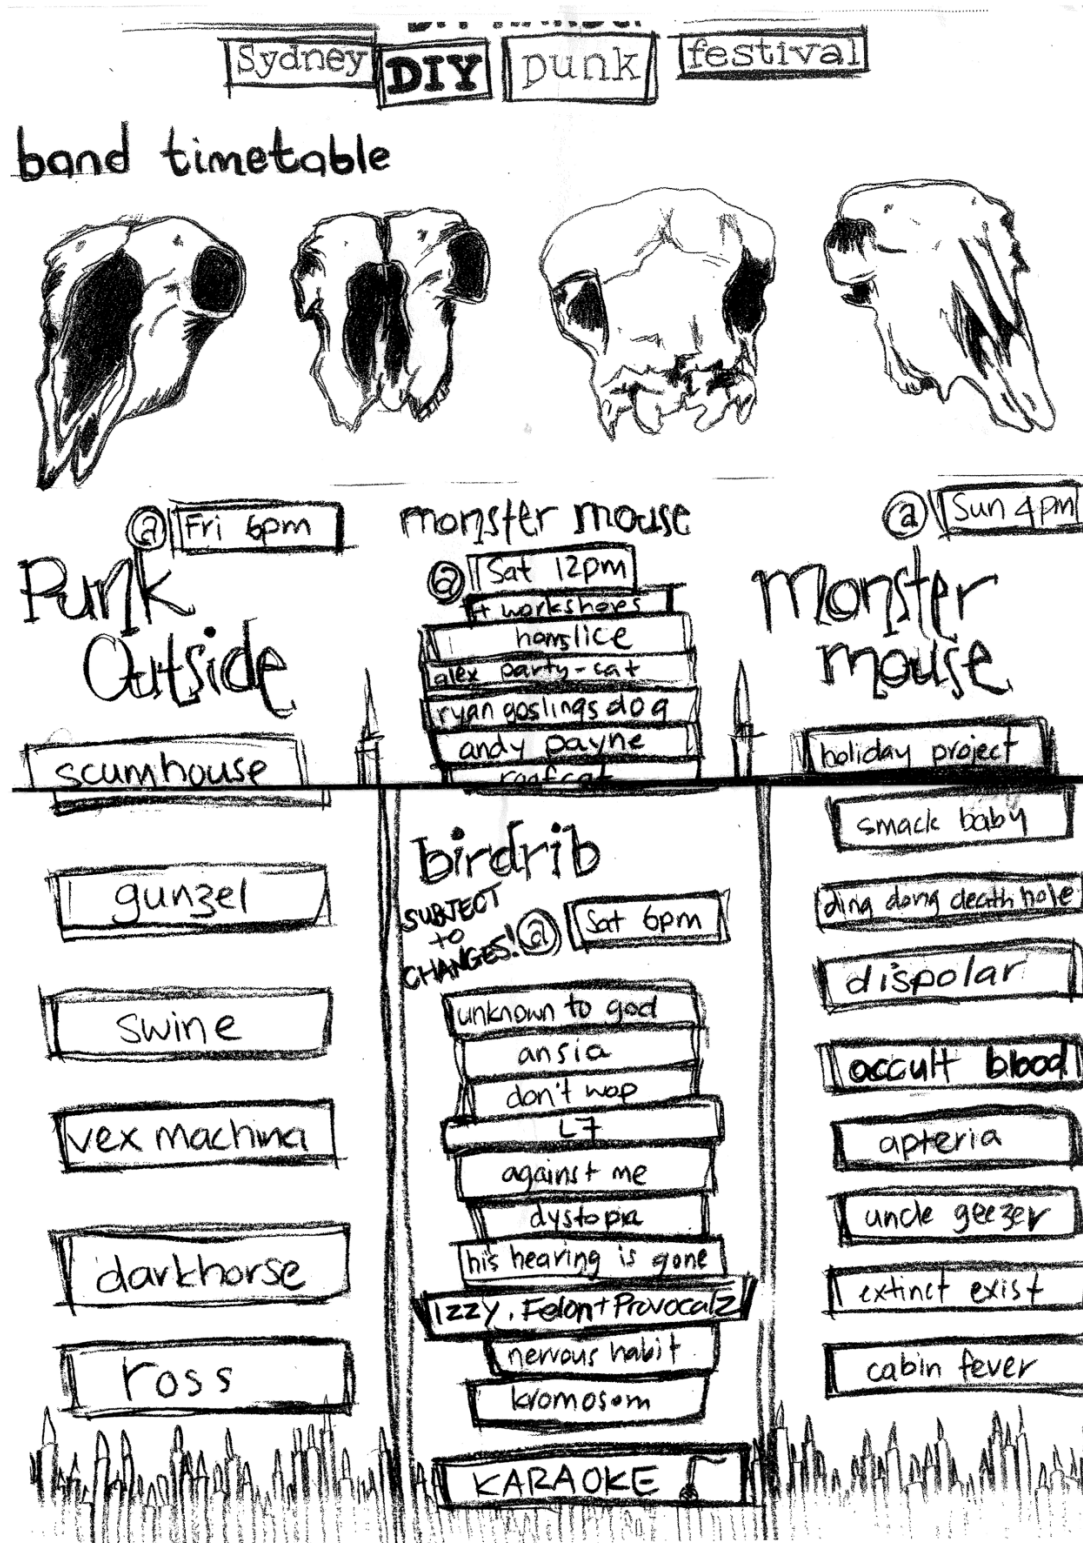 Sydney DIY punk festival
band timetable
@ Fri 6pm
Punk
Outside
scumhouse
gunzel
swine
vex machina
darkhorse
ross
monster mouse
@ Sat 12pm
+ workshops
hamslice
alex party-cat
ryan goslings dog
andy payne
roofcat
birdrib
SUBJECT
TO
CHANGES!
@ Sat 6pm
unknown to god
ansia
don't wop
L7
against me
dystopia
his hearing is gone
Izzy, Felon + Provocalz
nervous habit
kromosom
KARAOKE
@ Sun 4pm
Monster
mouse
holiday project
smack baby
ding dong death hole
dispolar
occult blood
apteria
uncle geezer
extinct exist
cabin fever